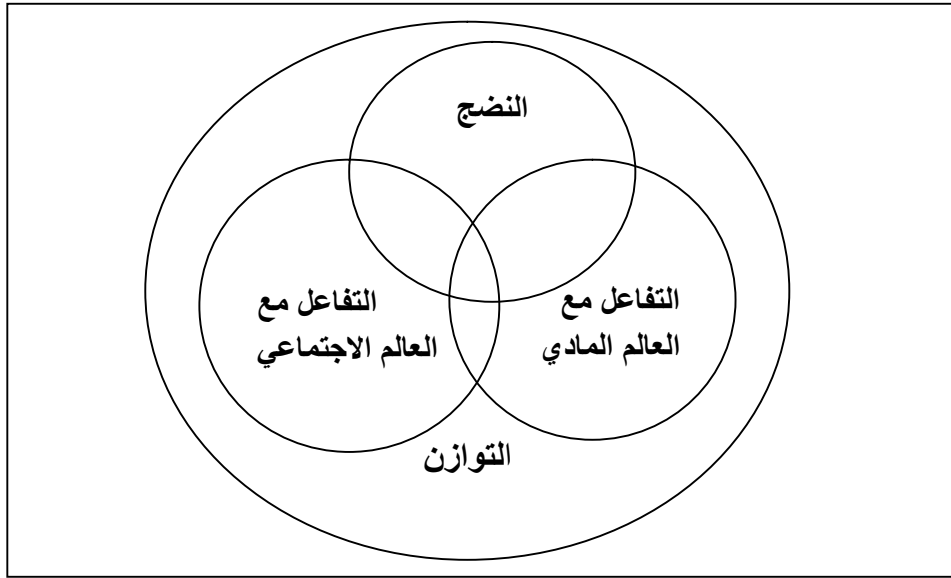 النضج
التفاعل مع
العالم المادي
التفاعل مع
العالم الاجتماعي
التوازن